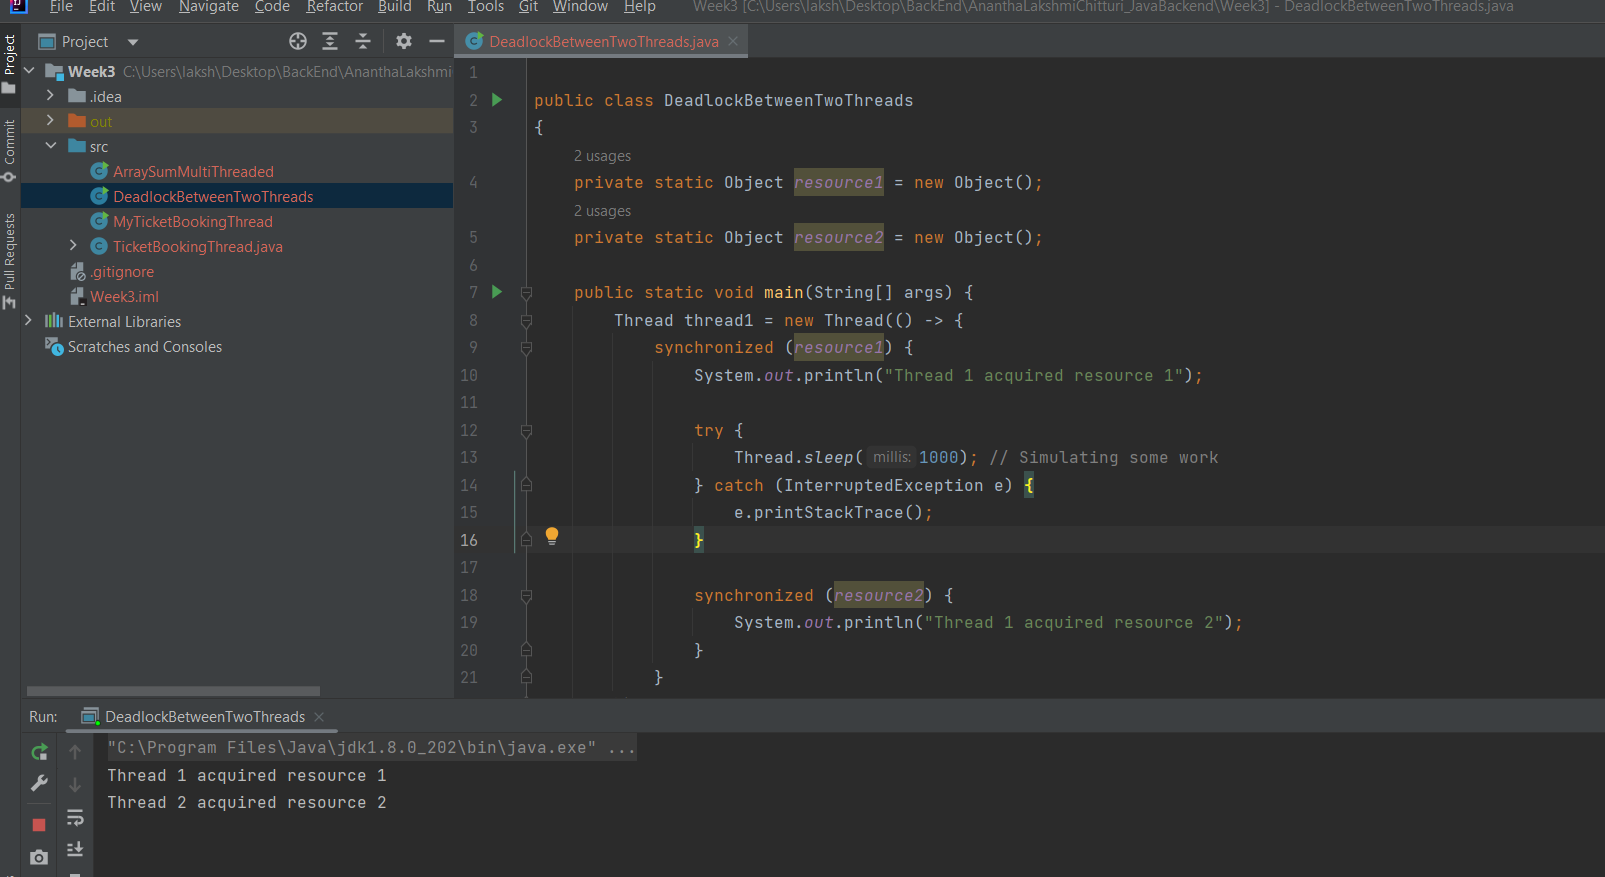 File Edit View Navigate Code Refactor Build Run Tools Git Window Help Week3 [C:\Users\laksh\Desktop\BackEnd\AnanthaLakshmiChitturi_JavaBackend\Week3] - DeadlockBetweenTwoThreads.java
Project
Commit
Pull Requests
Project
Week3 C:\Users\laksh\Desktop\BackEnd\AnanthaLakshmi
.idea
out
src
ArraySumMultiThreaded
DeadlockBetweenTwoThreads
MyTicketBookingThread
TicketBookingThread.java
.gitignore
Week3.iml
External Libraries
Scratches and Consoles
DeadlockBetweenTwoThreads.java
1
2 public class DeadlockBetweenTwoThreads
3 {
2 usages
4 private static Object resource1 = new Object();
2 usages
5 private static Object resource2 = new Object();
6
7 public static void main(String[] args) {
8 Thread thread1 = new Thread(() -> {
9 synchronized (resource1) {
10 System.out.println("Thread 1 acquired resource 1");
11
12 try {
13 Thread.sleep( millis: 1000); // Simulating some work
14 } catch (InterruptedException e) {
15 e.printStackTrace();
16 }
17
18 synchronized (resource2) {
19 System.out.println("Thread 1 acquired resource 2");
20 }
21 }
Run: DeadlockBetweenTwoThreads
"C:\Program Files\Java\jdk1.8.0_202\bin\java.exe" ...
Thread 1 acquired resource 1
Thread 2 acquired resource 2